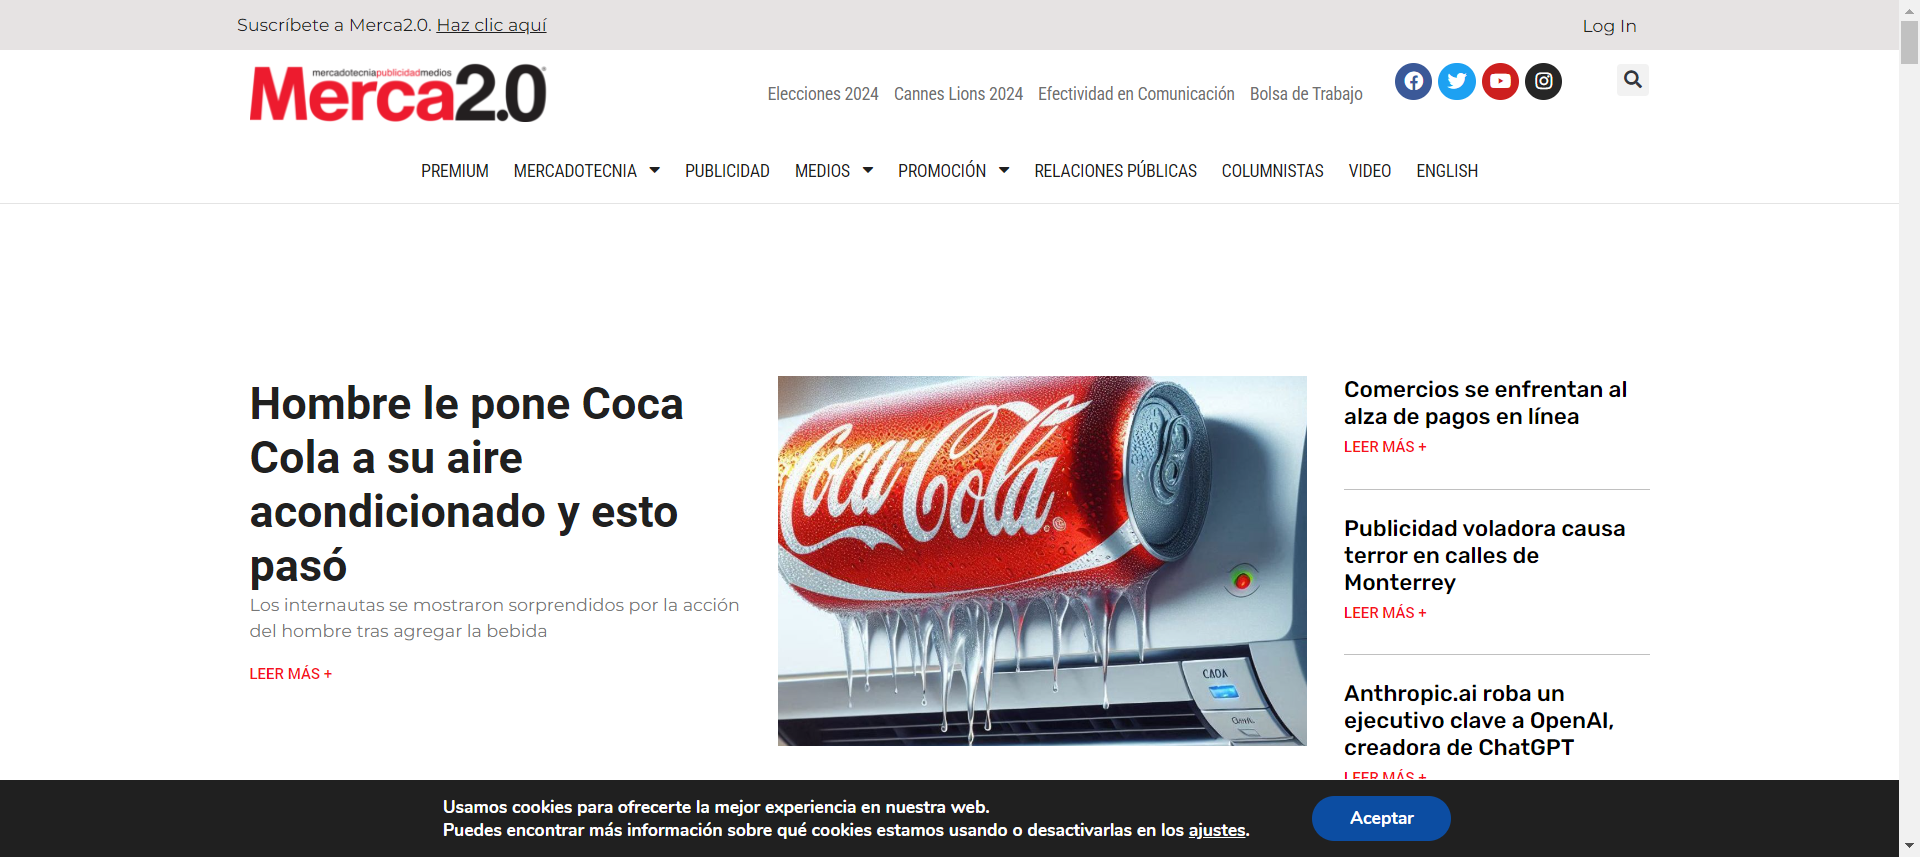 Suscríbete a Merca2.0. Haz clic aquí
Log In
mercadotecniapublicidadmedios
Merca2.0
Elecciones 2024 Cannes Lions 2024 Efectividad en Comunicación Bolsa de Trabajo
PREMIUM MERCADOTECNIA PUBLICIDAD MEDIOS PROMOCIÓN RELACIONES PÚBLICAS COLUMNISTAS VIDEO ENGLISH
Hombre le pone Coca
Cola a su aire
acondicionado y esto
pasó
Los internautas se mostraron sorprendidos por la acción
del hombre tras agregar la bebida
LEER MÁS +
Coca Cola
Comercios se enfrentan al
alza de pagos en línea
LEER MÁS +
Publicidad voladora causa
terror en calles de
Monterrey
LEER MÁS +
Anthropic.ai roba un
ejecutivo clave a OpenAI,
creadora de ChatGPT
LEER MÁS +
Usamos cookies para ofrecerte la mejor experiencia en nuestra web.
Puedes encontrar más información sobre qué cookies estamos usando o desactivarlas en los ajustes.
Aceptar